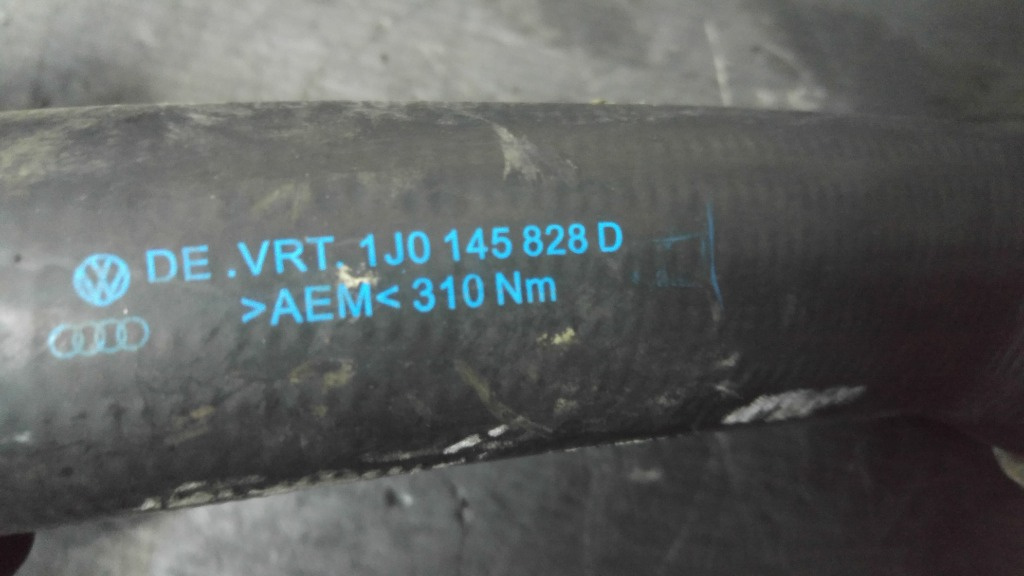 DE .VRT. 1J0 145 828 D
>AEM< 310 Nm